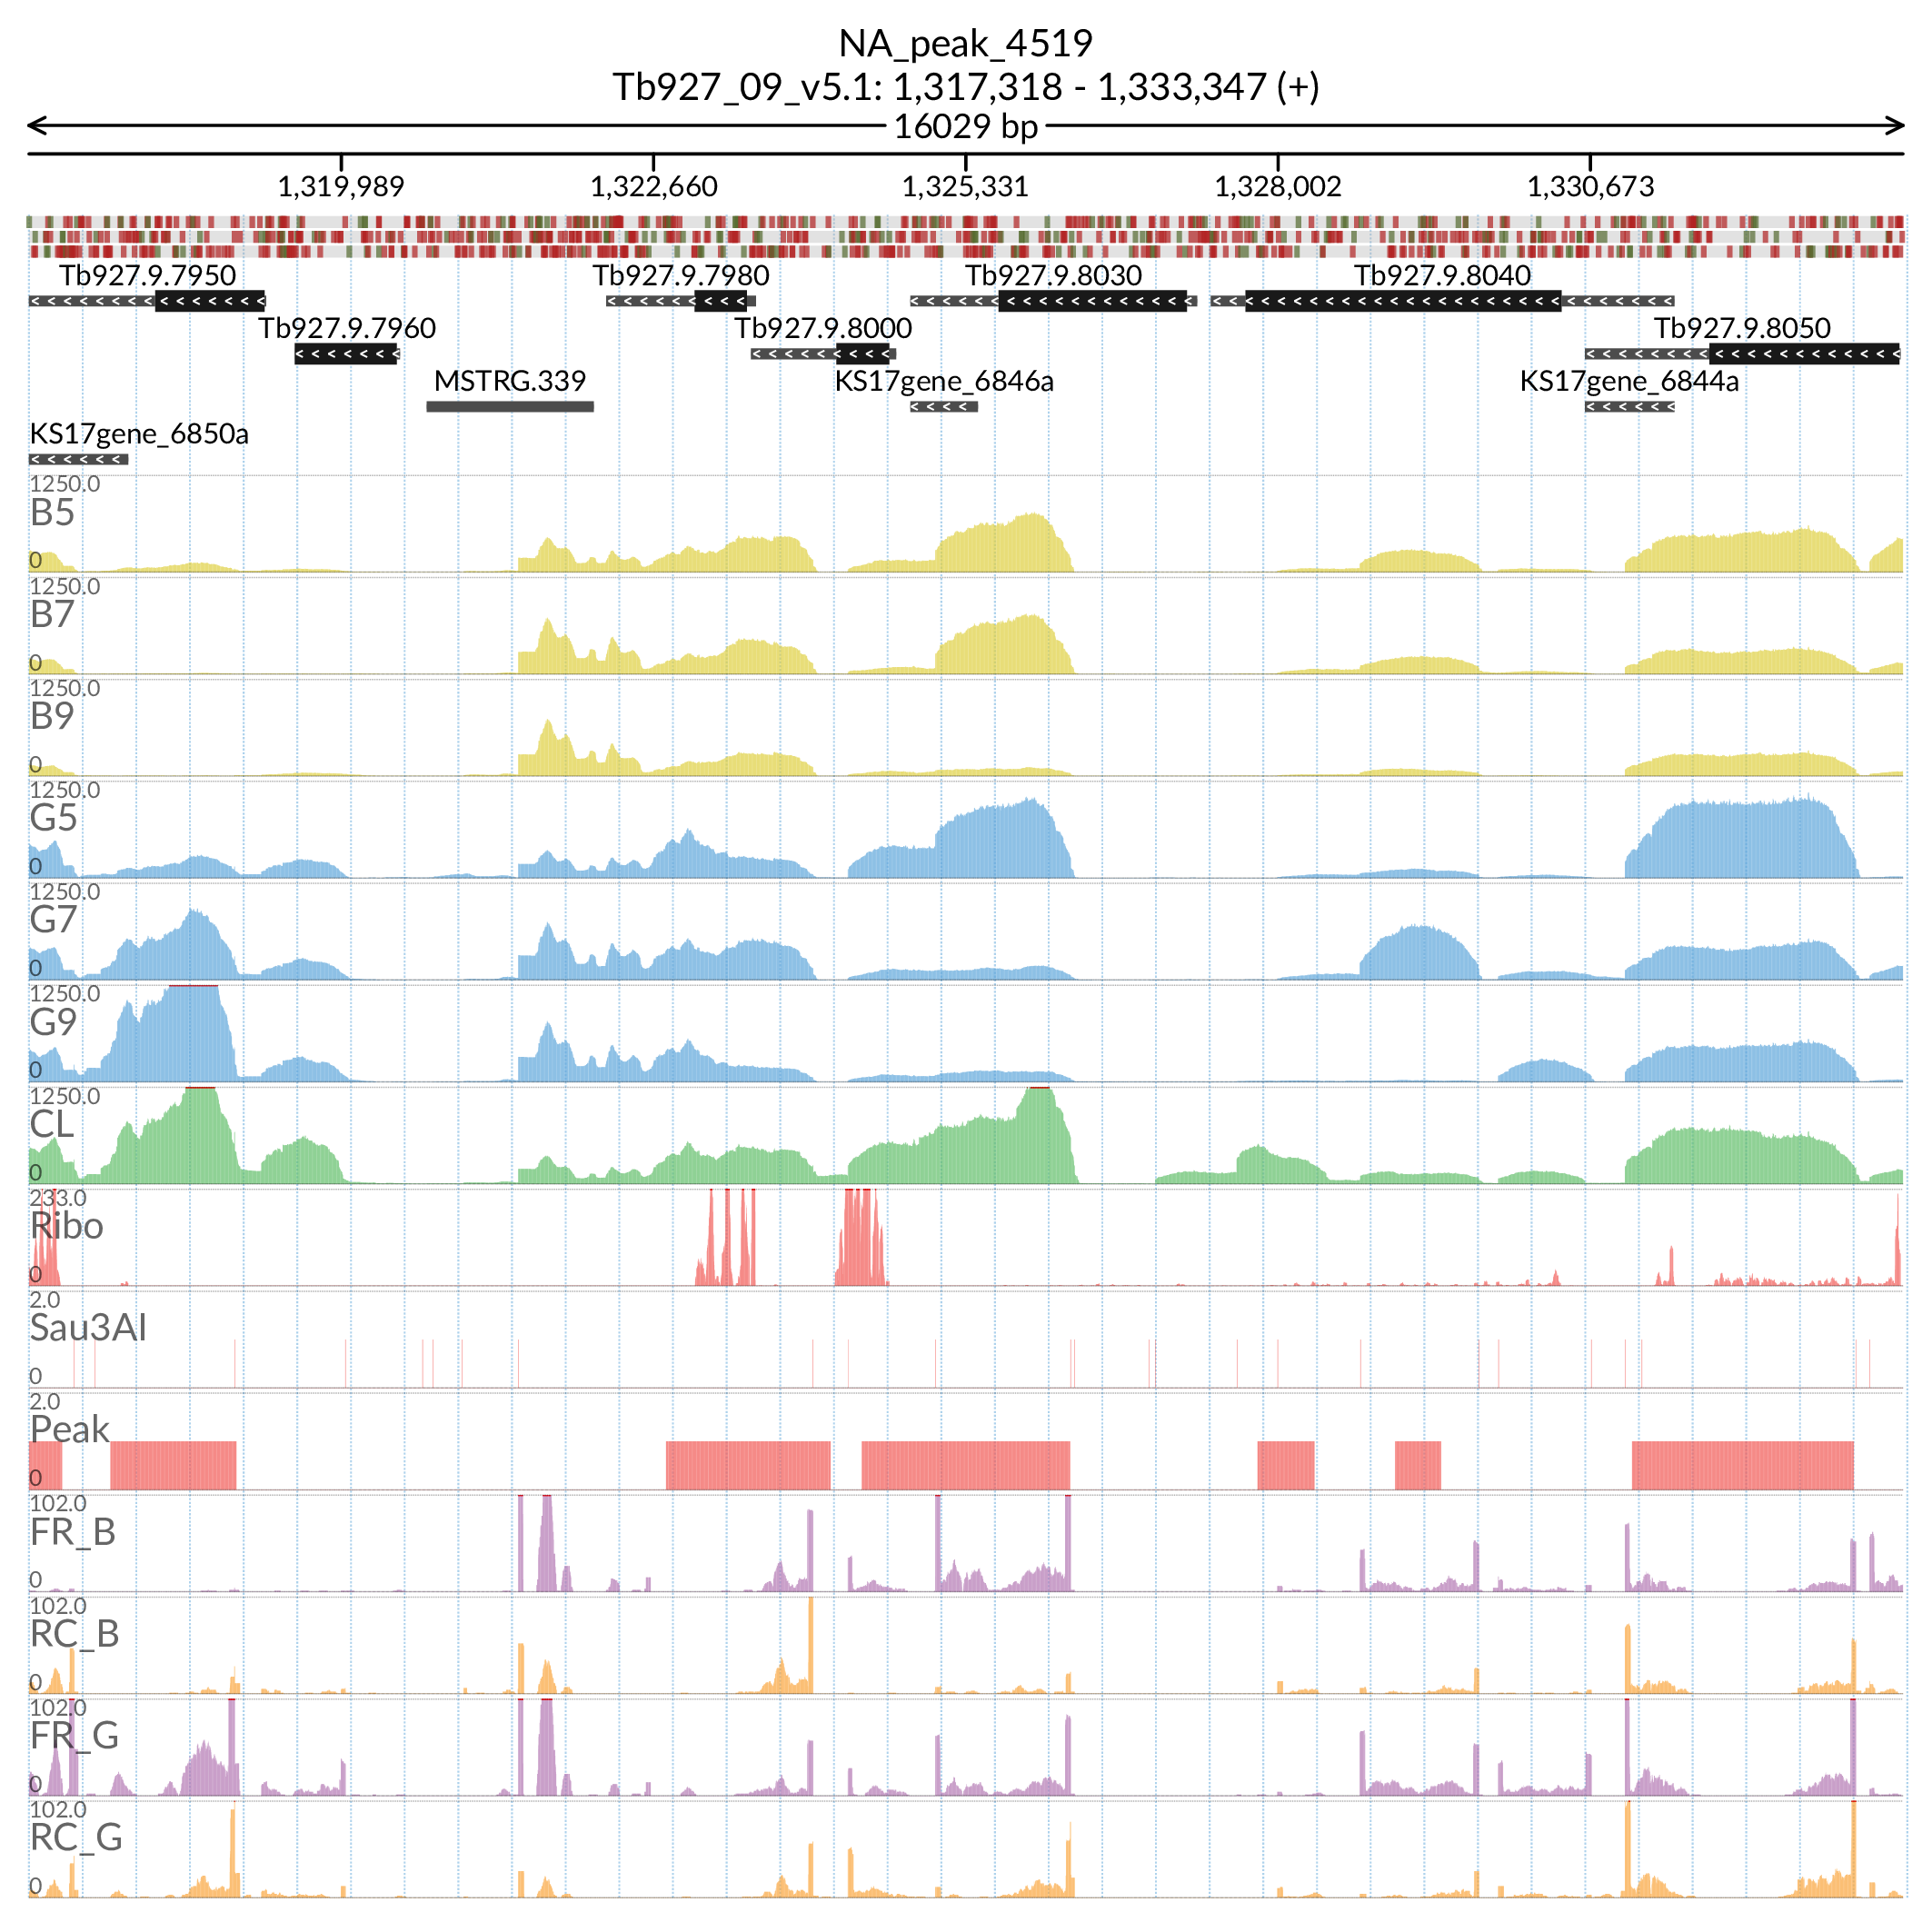 NA_peak_4519
Tb927_09_v5.1: 1,317,318 - 1,333,347 (+)
16029 bp
1,319,989 1,322,660 1,325,331 1,328,002 1,330,673
Tb927.9.7950 Tb927.9.7980 Tb927.9.8030 Tb927.9.8040
Tb927.9.7960 Tb927.9.8000 Tb927.9.8050
MSTRG.339 KS17gene_6846a KS17gene_6844a
KS17gene_6850a
1250.0
B5
0
1250.0
B7
0
1250.0
B9
0
1250.0
G5
0
1250.0
G7
0
1250.0
G9
0
1250.0
CL
0
233.0
Ribo
0
2.0
Sau3AI
0
2.0
Peak
0
102.0
FR_B
0
102.0
RC_B
0
102.0
FR_G
0
102.0
RC_G
0